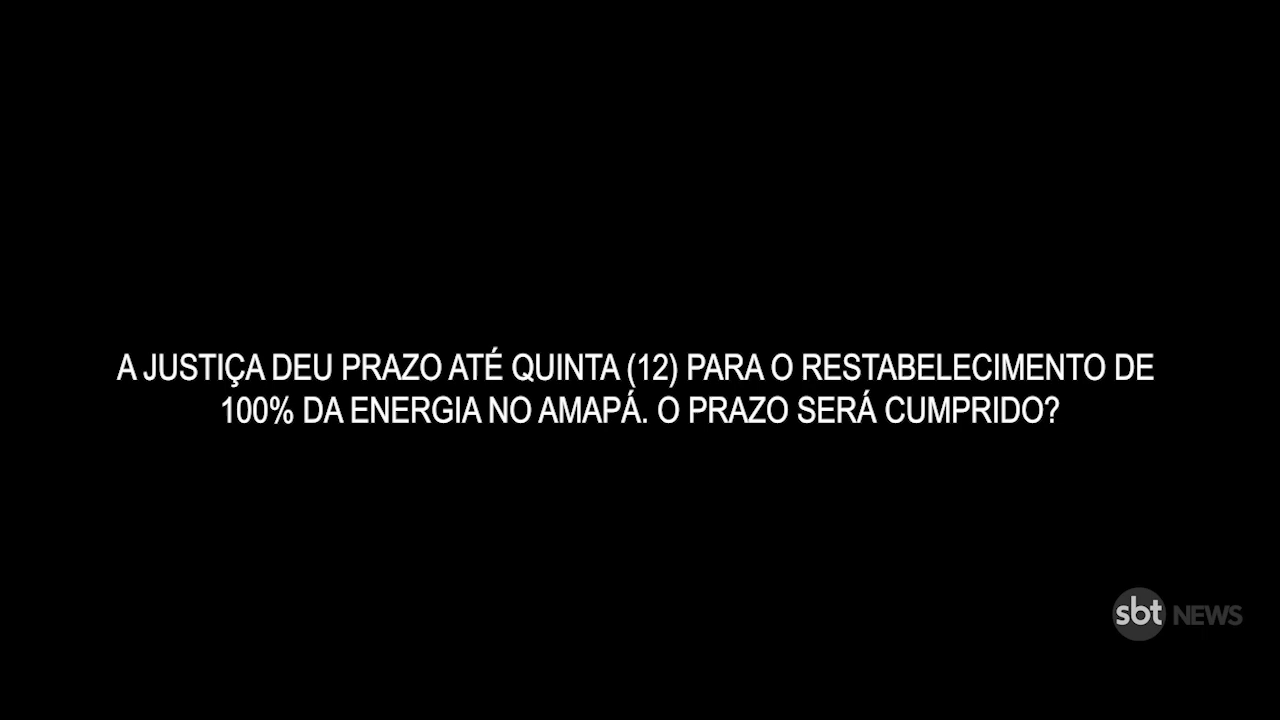 A JUSTIÇA DEU PRAZO ATÉ QUINTA (12) PARA O RESTABELECIMENTO DE
100% DA ENERGIA NO AMAPÁ. O PRAZO SERÁ CUMPRIDO?
sbt NEWS